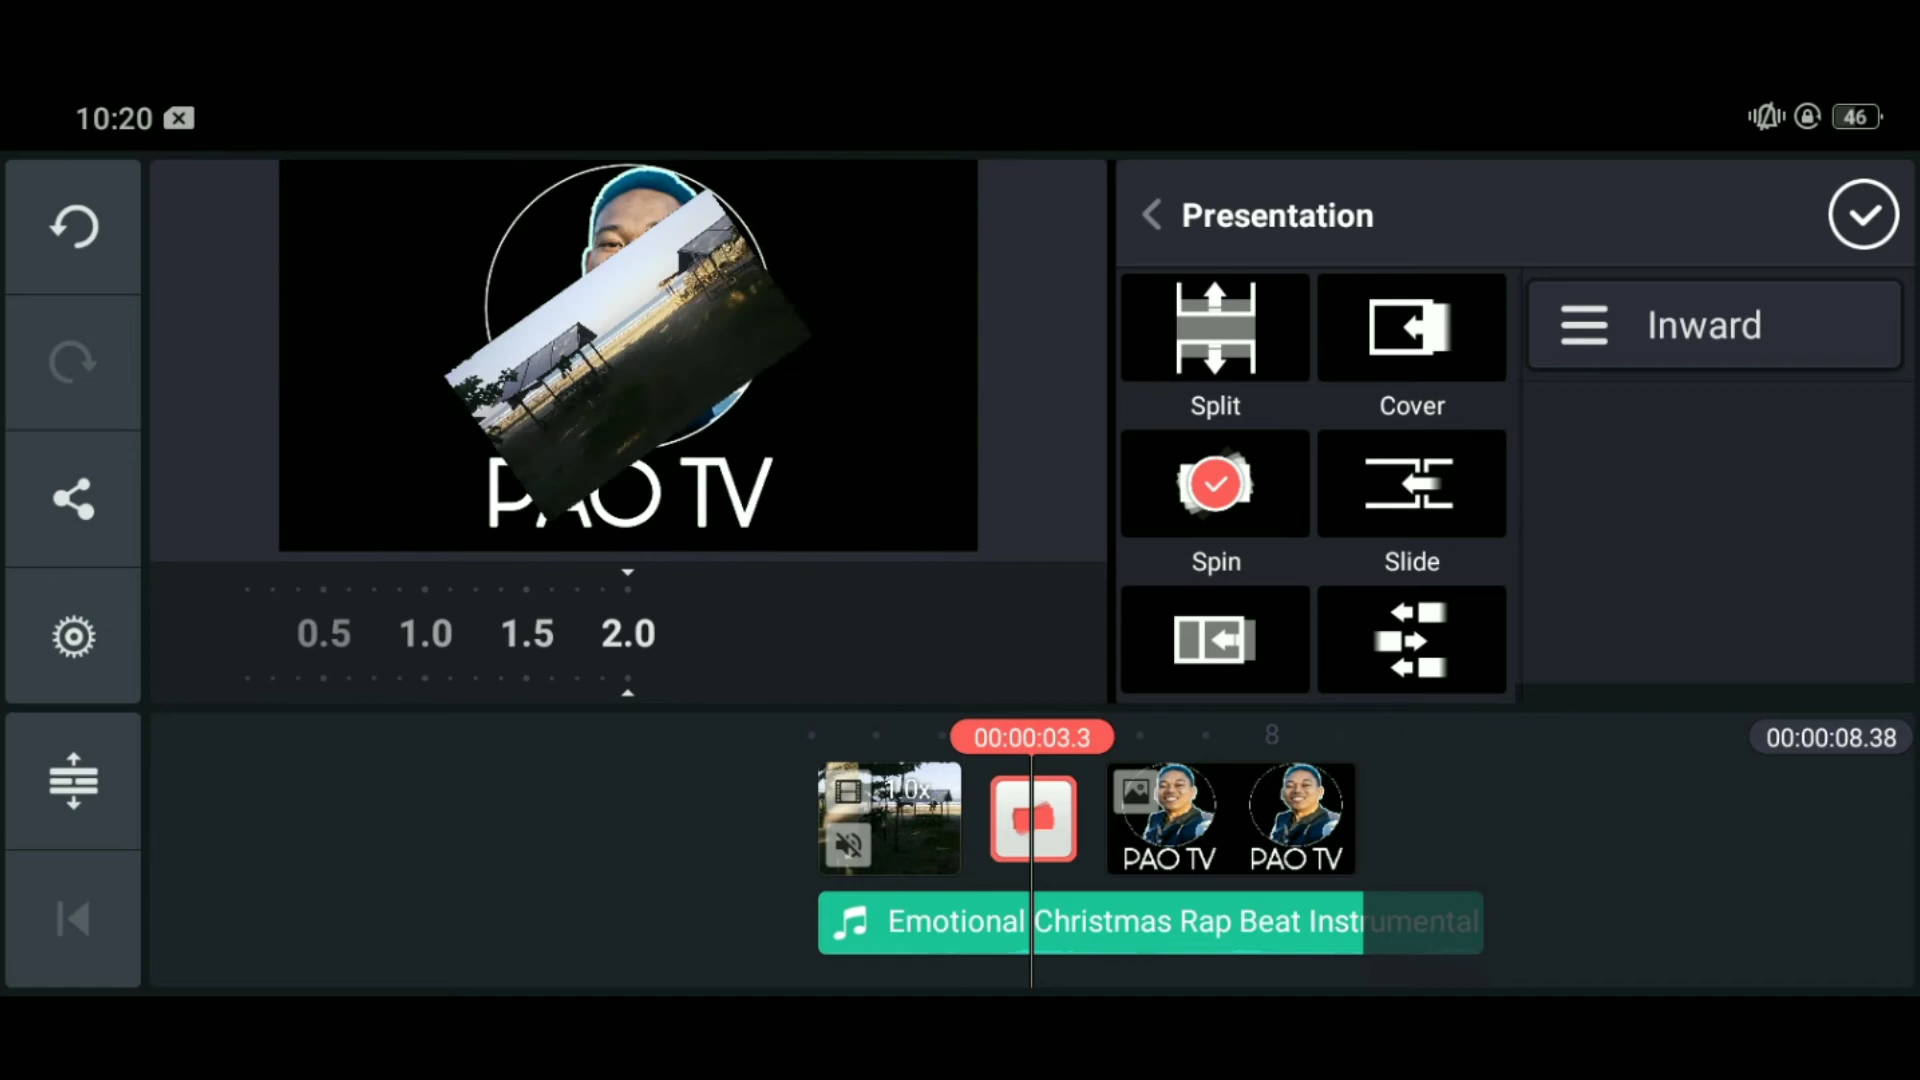 10:20
46
PAO TV
Presentation
Inward
Split
Cover
Spin
Slide
0.5 1.0 1.5 2.0
00:00:03.3
8
00:00:08.38
1.0x
PAO TV PAO TV
Emotional Christmas Rap Beat Instrumental